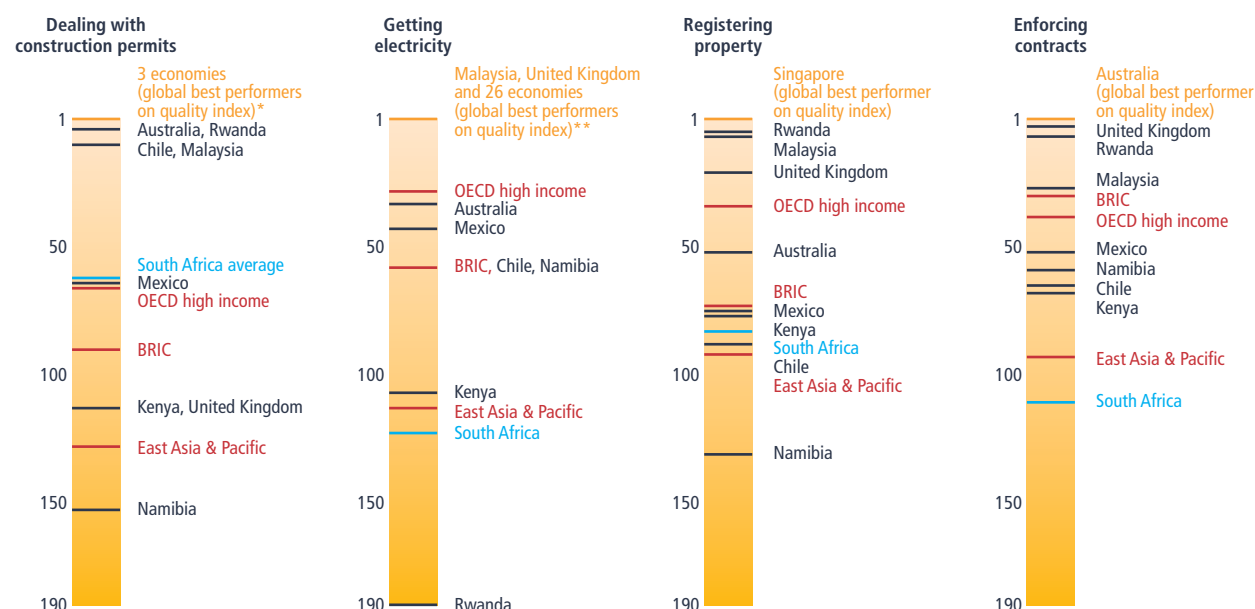 Dealing with
construction permits
3 economies
(global best performers
on quality index)*
1
Australia, Rwanda
Chile, Malaysia
50
South Africa average
Mexico
OECD high income
BRIC
100
Kenya, United Kingdom
East Asia & Pacific
150
Namibia
190
Getting
electricity
Malaysia, United Kingdom
and 26 economies
(global best performers
on quality index)**
1
OECD high income
Australia
Mexico
50
BRIC, Chile, Namibia
100
Kenya
East Asia & Pacific
South Africa
150
190
Rwanda
Registering
property
Singapore
(global best performer
on quality index)
1
Rwanda
Malaysia
United Kingdom
OECD high income
50
Australia
BRIC
Mexico
Kenya
South Africa
Chile
100
East Asia & Pacific
Namibia
150
190
Enforcing
contracts
Australia
(global best performer
on quality index)
1
United Kingdom
Rwanda
Malaysia
BRIC
OECD high income
50
Mexico
Namibia
Chile
Kenya
East Asia & Pacific
100
South Africa
150
190